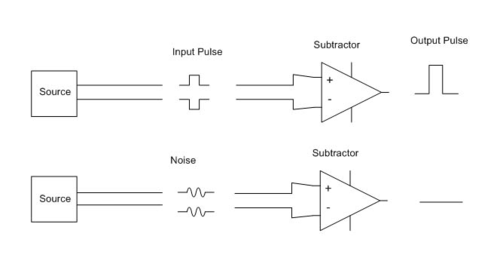 Input Pulse
Subtractor
Output Pulse
Source
+
-
Noise
Subtractor
Source
+
-